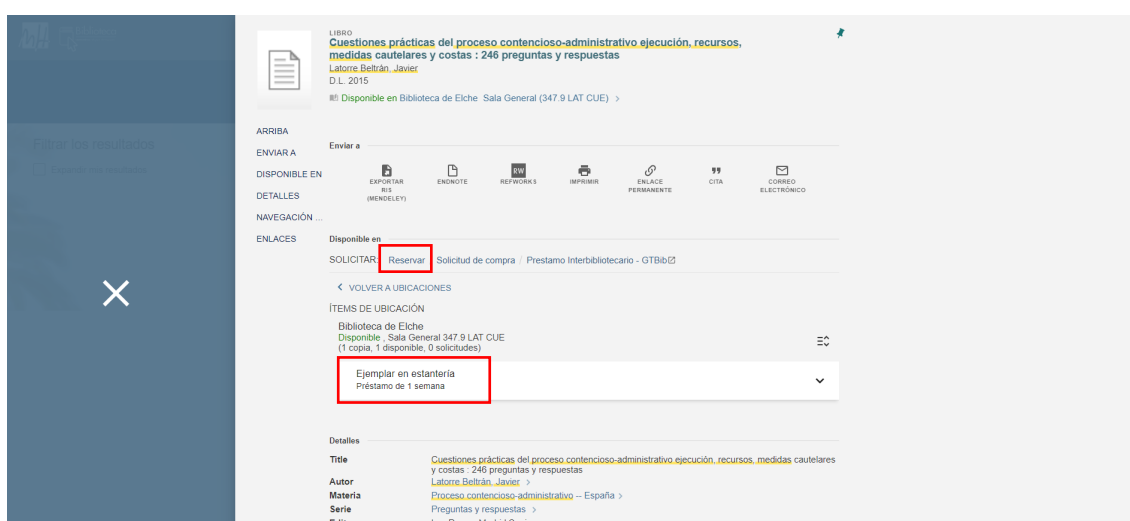 LIBRO
Cuestiones prácticas del proceso contencioso-administrativo ejecución, recursos,
medidas cautelares y costas : 246 preguntas y respuestas
Latorre Beltrán, Javier
D.L. 2015
Disponible en Biblioteca de Elche Sala General (347.9 LAT CUE) >
Filtrar los resultados
ARRIBA
ENVIAR A
DISPONIBLE EN
DETALLES
NAVEGACIÓN ...
ENLACES
Enviar a
EXPORTAR
RIS
(MENDELEY)
ENDNOTE
RW
REFWORKS
IMPRIMIR
ENLACE
PERMANENTE
CITA
CORREO
ELECTRÓNICO
Disponible en
SOLICITAR: Reservar Solicitud de compra / Prestamo Interbibliotecario - GTBib
< VOLVER A UBICACIONES
ÍTEMS DE UBICACIÓN
Biblioteca de Elche
Disponible , Sala General 347.9 LAT CUE
(1 copia, 1 disponible, 0 solicitudes)
Ejemplar en estantería
Préstamo de 1 semana
Detalles
Title Cuestiones prácticas del proceso contencioso-administrativo ejecución, recursos, medidas cautelares
y costas : 246 preguntas y respuestas
Autor Latorre Beltrán, Javier >
Materia Proceso contencioso-administrativo -- España >
Serie Preguntas y respuestas >